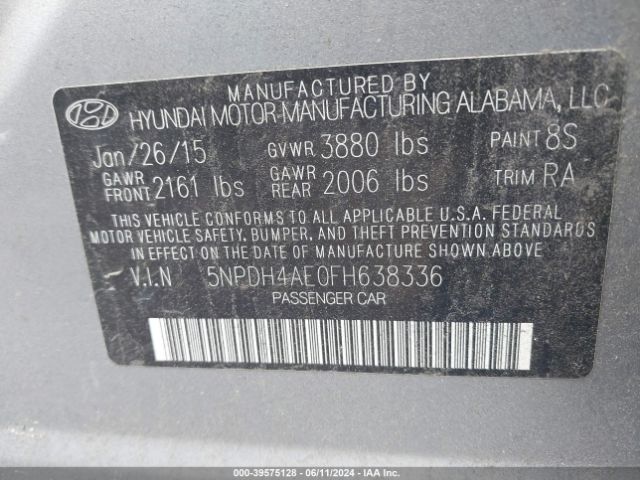 MANUFACTURED BY
HYUNDAI MOTOR MANUFACTURING ALABAMA, LLC
Jan/26/15 GVWR 3880 lbs PAINT 8S
GAWR FRONT 2161 lbs GAWR REAR 2006 lbs TRIM RA
THIS VEHICLE CONFORMS TO ALL APPLICABLE U.S.A. FEDERAL
MOTOR VEHICLE SAFETY, BUMPER, AND THEFT PREVENTION STANDARDS
IN EFFECT ON THE DATE OF MANUFACTURE SHOWN ABOVE.
V.I.N 5NPDH4AE0FH638336
PASSENGER CAR
000-39575128 - 06/11/2024 - IAA, Inc.